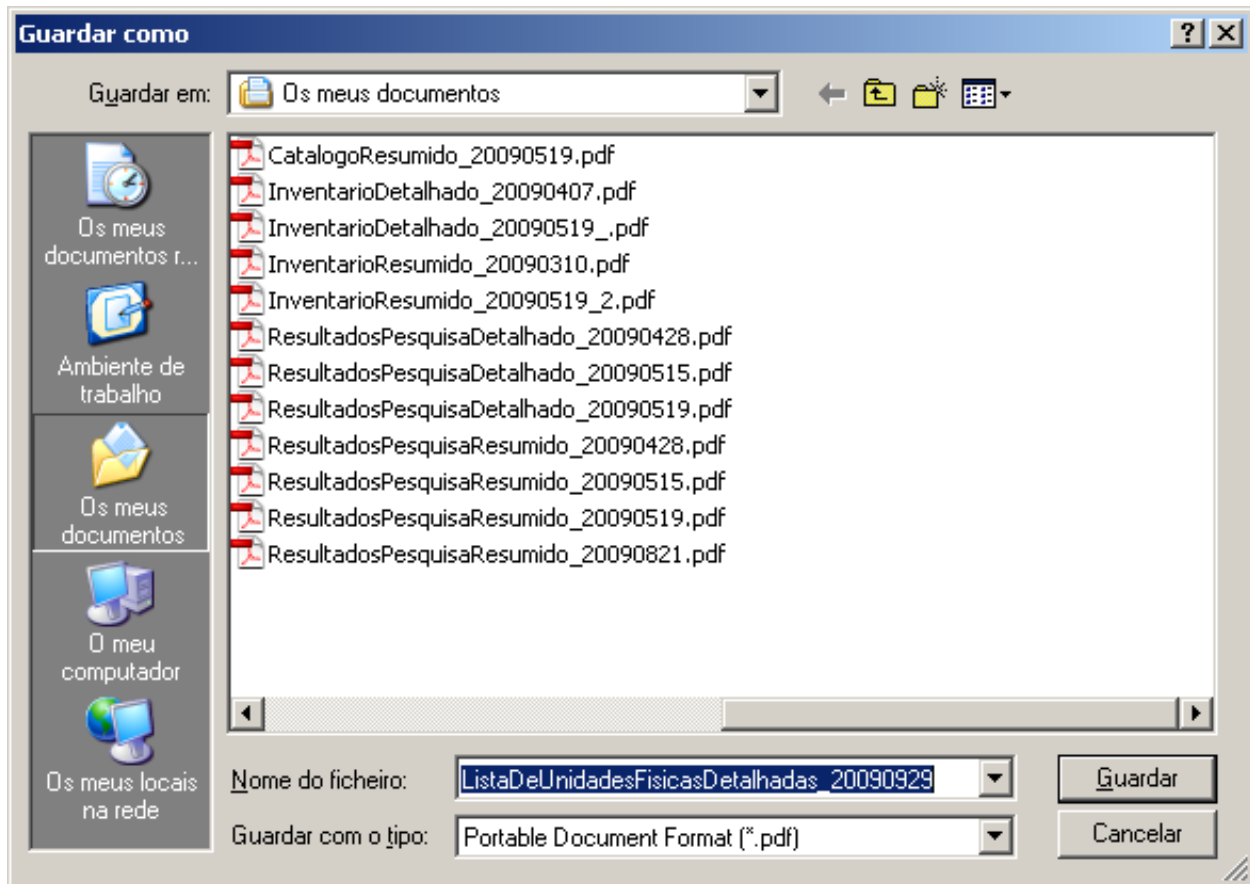 Guardar como
Guardar em:
Os meus documentos
Os meus
documentos r...
Ambiente de
trabalho
Os meus
documentos
O meu
computador
Os meus locais
na rede
CatalogoResumido_20090519.pdf
InventarioDetalhado_20090407.pdf
InventarioDetalhado_20090519_.pdf
InventarioResumido_20090310.pdf
InventarioResumido_20090519_2.pdf
ResultadosPesquisaDetalhado_20090428.pdf
ResultadosPesquisaDetalhado_20090515.pdf
ResultadosPesquisaDetalhado_20090519.pdf
ResultadosPesquisaResumido_20090428.pdf
ResultadosPesquisaResumido_20090515.pdf
ResultadosPesquisaResumido_20090519.pdf
ResultadosPesquisaResumido_20090821.pdf
Nome do ficheiro:
ListaDeUnidadesFisicasDetalhadas_20090929
Guardar
Guardar com o tipo:
Portable Document Format (*.pdf)
Cancelar